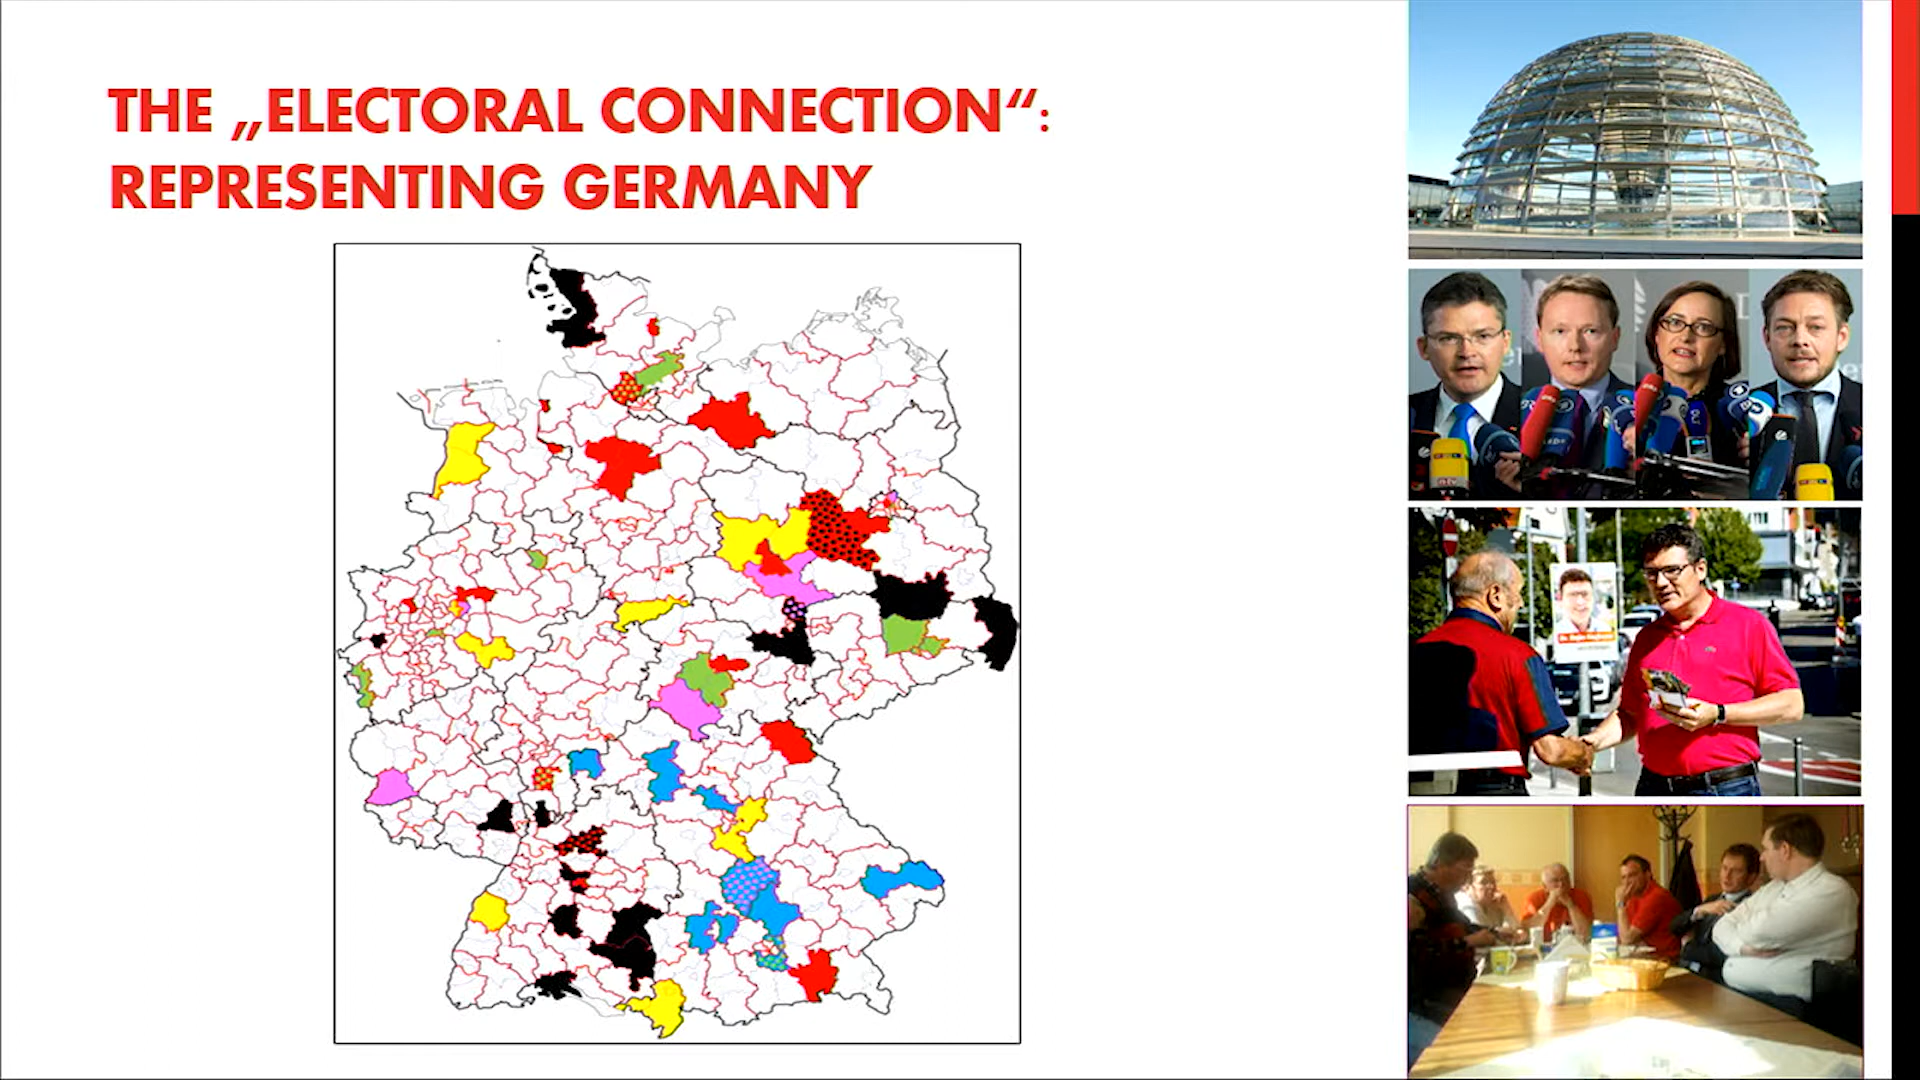 THE „ELECTORAL CONNECTION“:
REPRESENTING GERMANY